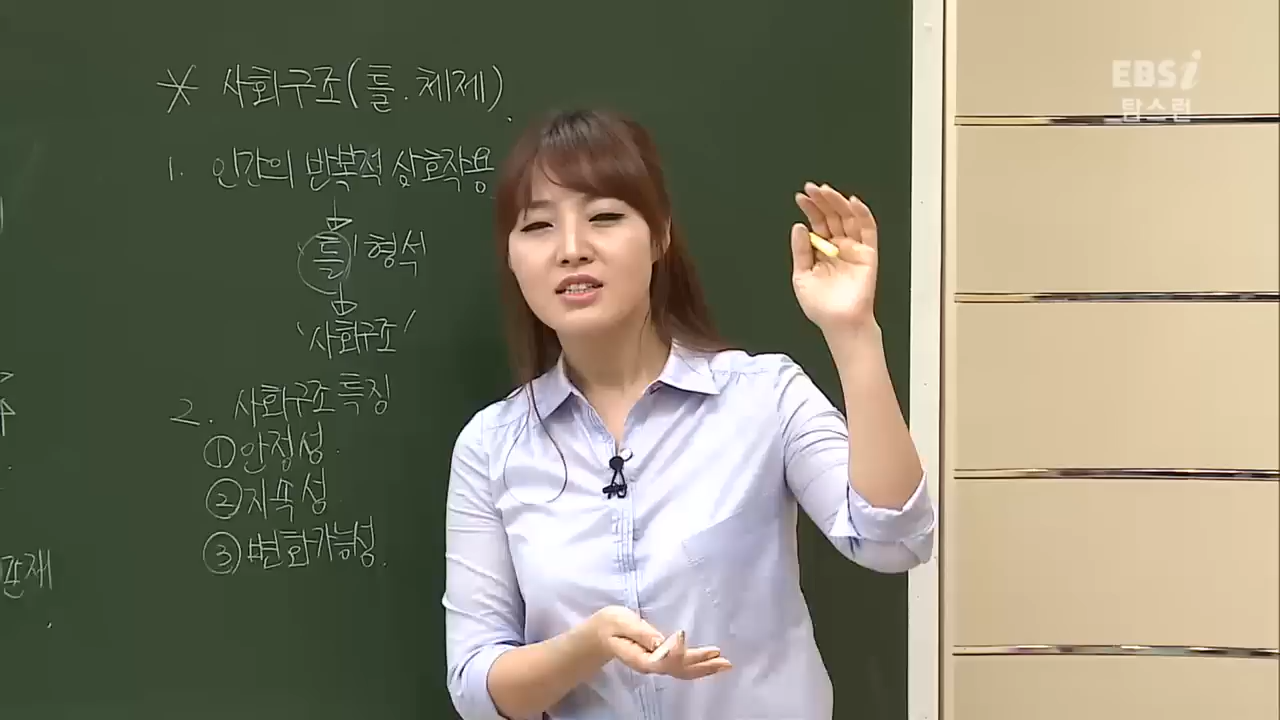 * 사회구조(틀.체제).
1. 인간의 반복적 상호작용
틀/형식
'사회구조'
2. 사회구조 특징
①안정성.
②지속성.
③변화가능성.
EBSi
탐스런